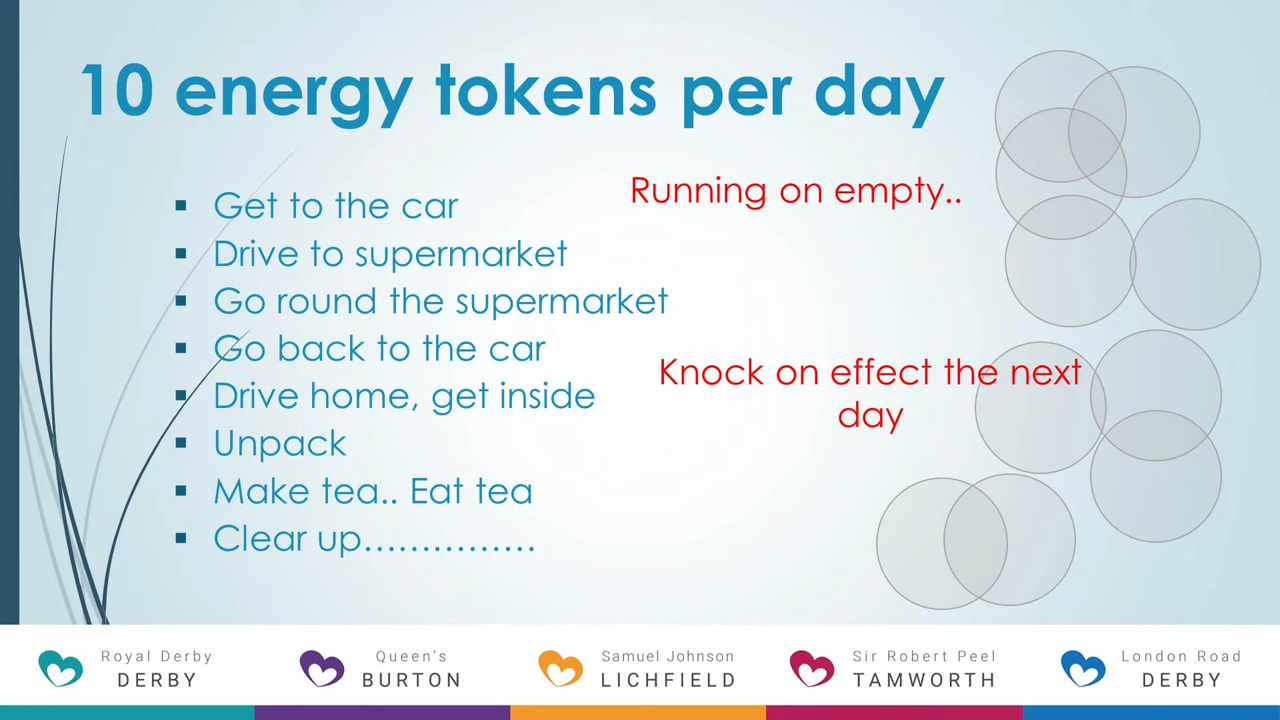 10 energy tokens per day
Get to the car
Drive to supermarket
Go round the supermarket
Go back to the car
Drive home, get inside
Unpack
Make tea.. Eat tea
Clear up……………
Running on empty..
Knock on effect the next
day
Royal Derby
DERBY
Queen's
BURTON
Samuel Johnson
LICHFIELD
Sir Robert Peel
TAMWORTH
London Road
DERBY